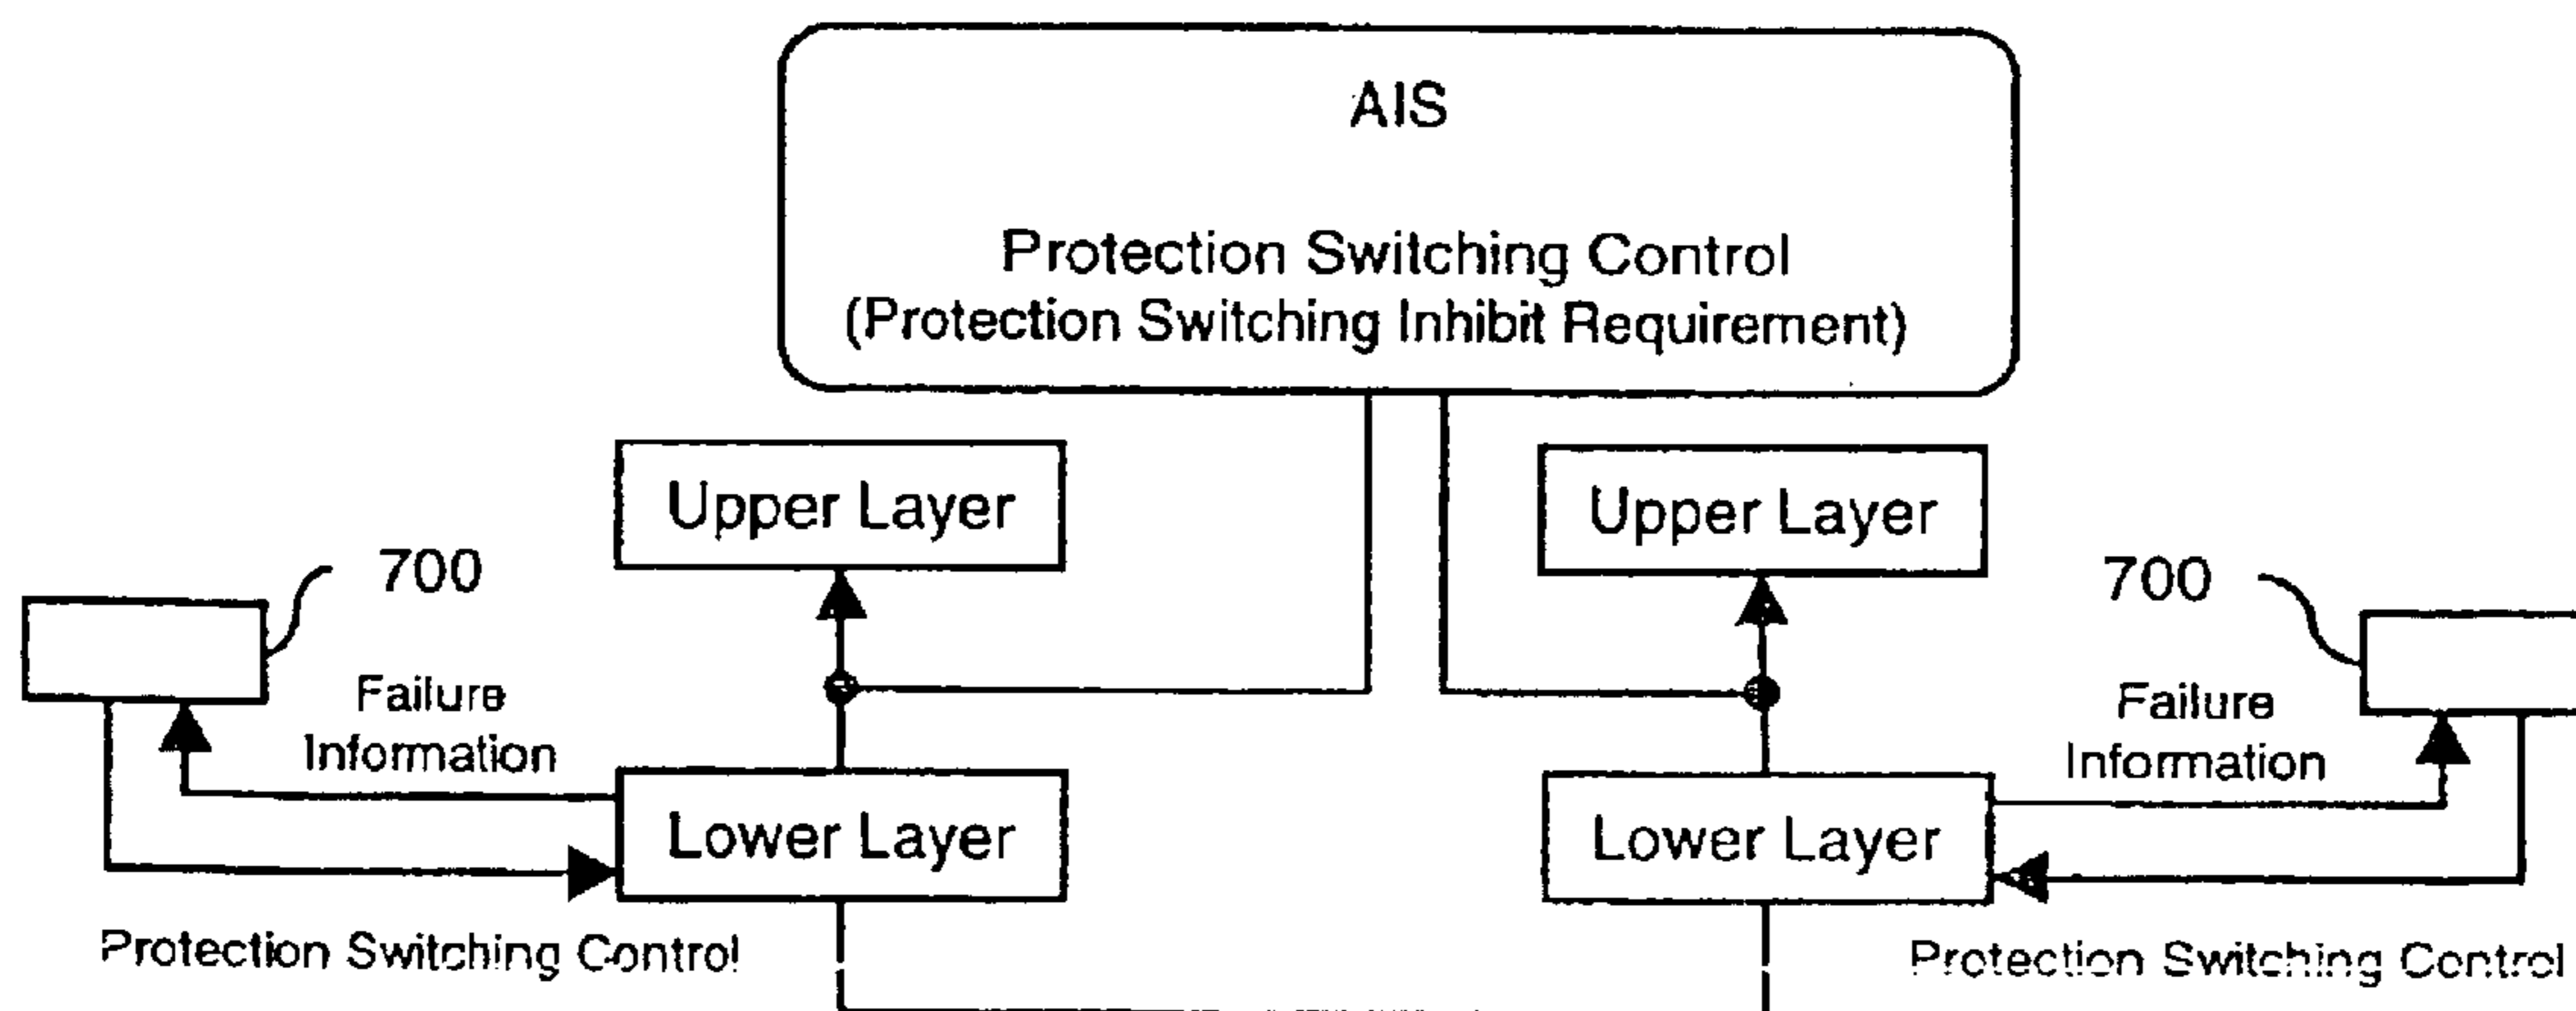 AIS
Protection Switching Control
(Protection Switching Inhibit Requirement)
Upper Layer
Upper Layer
700
700
Failure
Information
Failure
Information
Lower Layer
Lower Layer
Protection Switching Control
Protection Switching Control